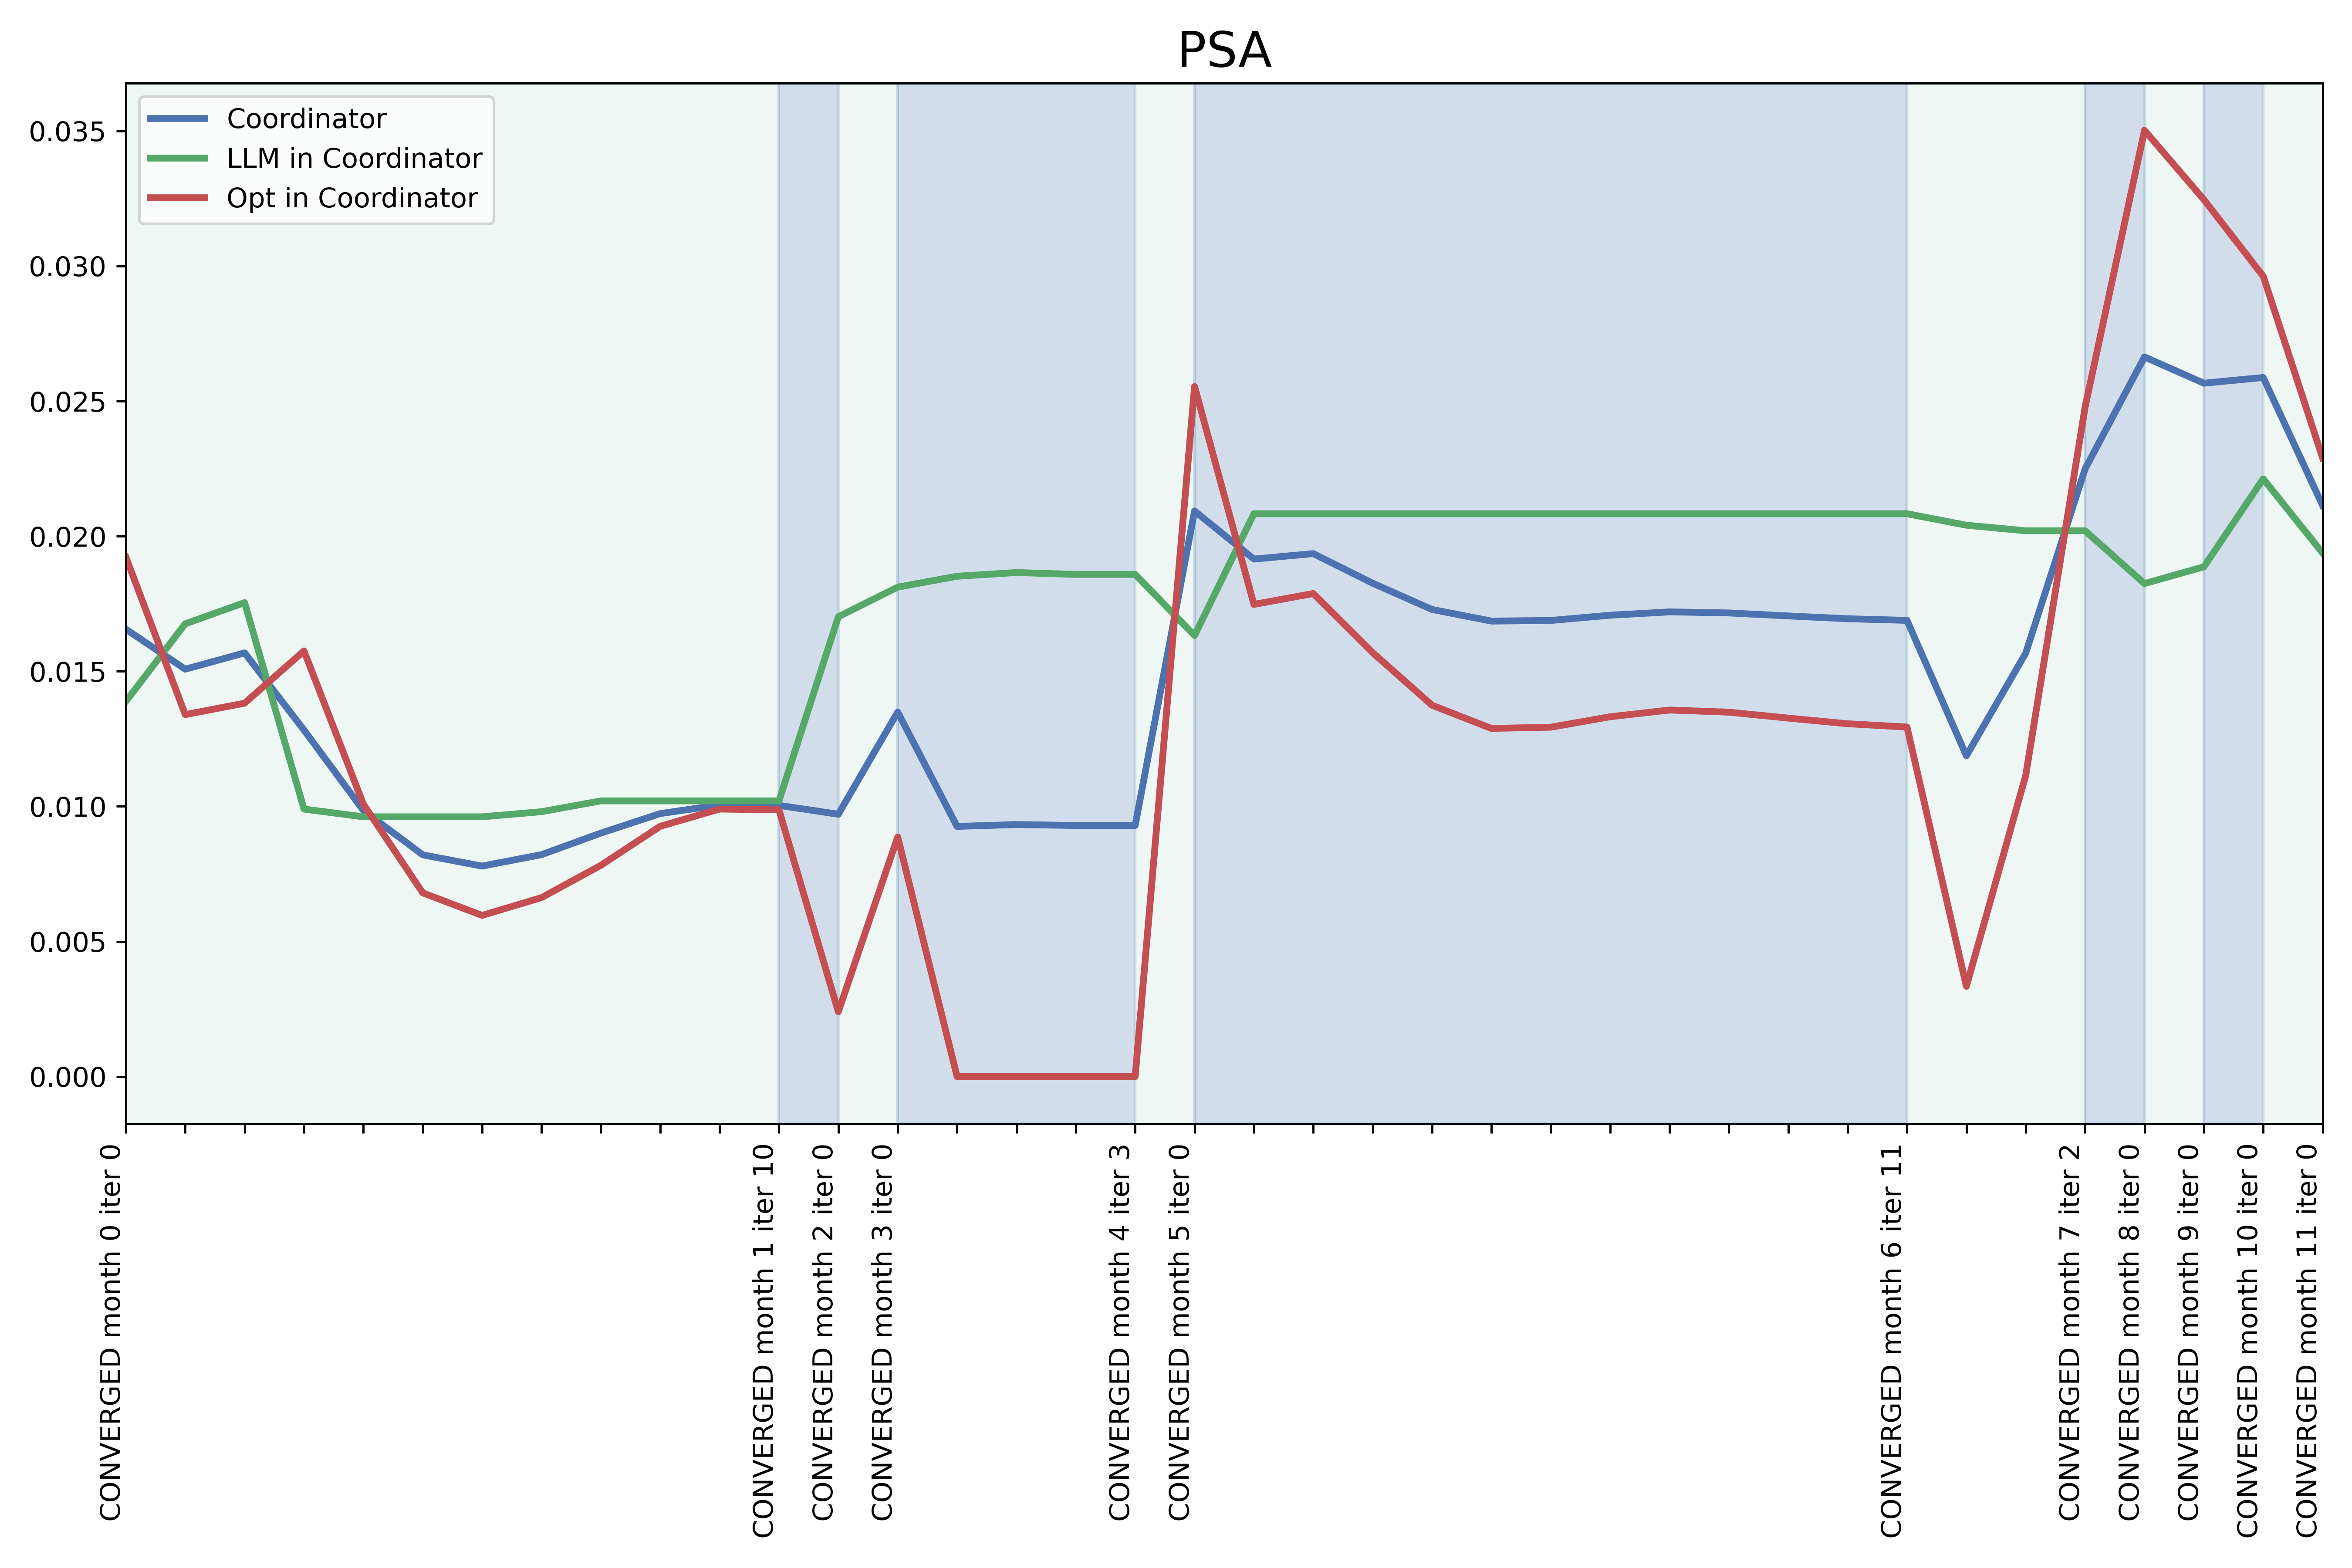 PSA
Coordinator
LLM in Coordinator
Opt in Coordinator
0.035
0.030
0.025
0.020
0.015
0.010
0.005
0.000
CONVERGED month 0 iter 0
CONVERGED month 1 iter 10
CONVERGED month 2 iter 0
CONVERGED month 3 iter 0
CONVERGED month 4 iter 3
CONVERGED month 5 iter 0
CONVERGED month 6 iter 11
CONVERGED month 7 iter 2
CONVERGED month 8 iter 0
CONVERGED month 9 iter 0
CONVERGED month 10 iter 0
CONVERGED month 11 iter 0